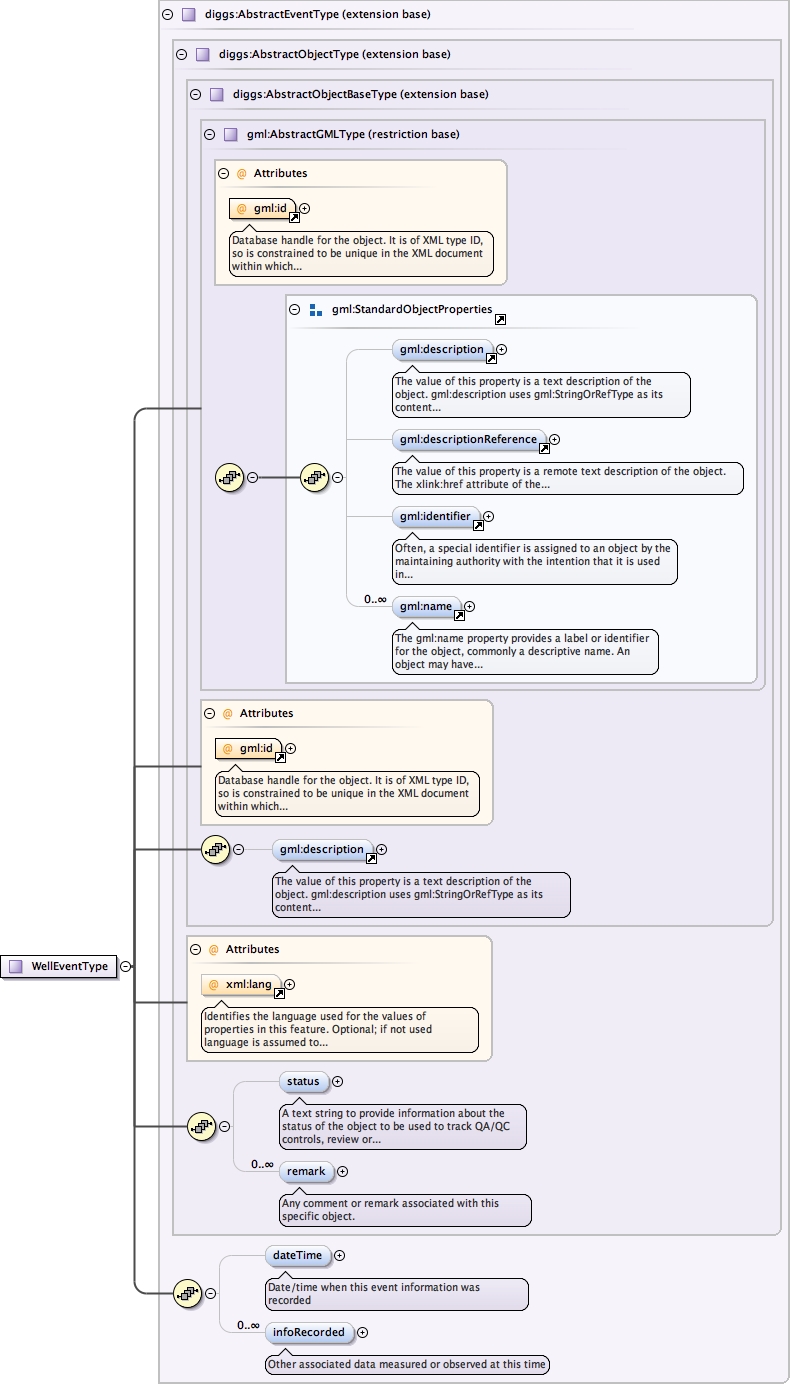 diggs:AbstractEventType (extension base)
diggs:AbstractObjectType (extension base)
diggs:AbstractObjectBaseType (extension base)
gml:AbstractGMLType (restriction base)
@ Attributes
@ gml:id
Database handle for the object. It is of XML type ID,
so is constrained to be unique in the XML document
within which...
gml:StandardObjectProperties
gml:description
The value of this property is a text description of the
object. gml:description uses gml:StringOrRefType as its
content...
gml:descriptionReference
The value of this property is a remote text description of the object.
The xlink:href attribute of the...
gml:identifier
Often, a special identifier is assigned to an object by the
maintaining authority with the intention that it is used
in...
0..∞
gml:name
The gml:name property provides a label or identifier
for the object, commonly a descriptive name. An
object may have...
@ Attributes
@ gml:id
Database handle for the object. It is of XML type ID,
so is constrained to be unique in the XML document
within which...
gml:description
The value of this property is a text description of the
object. gml:description uses gml:StringOrRefType as its
content...
WellEventType
@ Attributes
@ xml:lang
Identifies the language used for the values of
properties in this feature. Optional; if not used
language is assumed to...
status
A text string to provide information about the
status of the object to be used to track QA/QC
controls, review or...
0..∞
remark
Any comment or remark associated with this
specific object.
dateTime
Date/time when this event information was
recorded
0..∞
infoRecorded
Other associated data measured or observed at this time